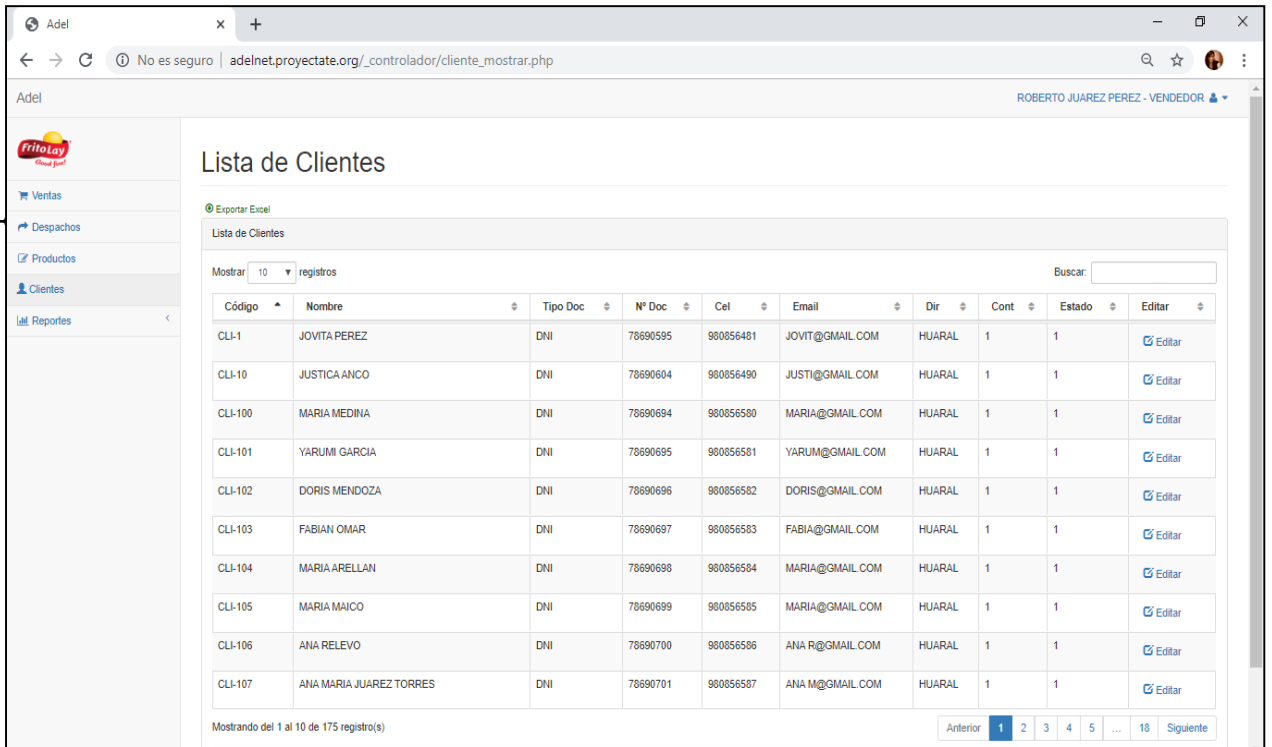 Adel
No es seguro | adelnet.proyectate.org/_controlador/cliente_mostrar.php
Adel
ROBERTO JUAREZ PEREZ - VENDEDOR
FritoLay
Good fun!
Ventas
Despachos
Productos
Clientes
Reportes
Lista de Clientes
Exportar Excel
Lista de Clientes
Mostrar 10 registros Buscar:
Código Nombre Tipo Doc Nº Doc Cel Email Dir Cont Estado Editar
CLI-1 JOVITA PEREZ DNI 78690595 980856481 JOVIT@GMAIL.COM HUARAL 1 1 Editar
CLI-10 JUSTICA ANCO DNI 78690604 980856490 JUSTI@GMAIL.COM HUARAL 1 1 Editar
CLI-100 MARIA MEDINA DNI 78690694 980856580 MARIA@GMAIL.COM HUARAL 1 1 Editar
CLI-101 YARUMI GARCIA DNI 78690695 980856581 YARUM@GMAIL.COM HUARAL 1 1 Editar
CLI-102 DORIS MENDOZA DNI 78690696 980856582 DORIS@GMAIL.COM HUARAL 1 1 Editar
CLI-103 FABIAN OMAR DNI 78690697 980856583 FABIA@GMAIL.COM HUARAL 1 1 Editar
CLI-104 MARIA ARELLAN DNI 78690698 980856584 MARIA@GMAIL.COM HUARAL 1 1 Editar
CLI-105 MARIA MAICO DNI 78690699 980856585 MARIA@GMAIL.COM HUARAL 1 1 Editar
CLI-106 ANA RELEVO DNI 78690700 980856586 ANA R@GMAIL.COM HUARAL 1 1 Editar
CLI-107 ANA MARIA JUAREZ TORRES DNI 78690701 980856587 ANA M@GMAIL.COM HUARAL 1 1 Editar
Mostrando del 1 al 10 de 175 registro(s) Anterior 1 2 3 4 5 ... 18 Siguiente